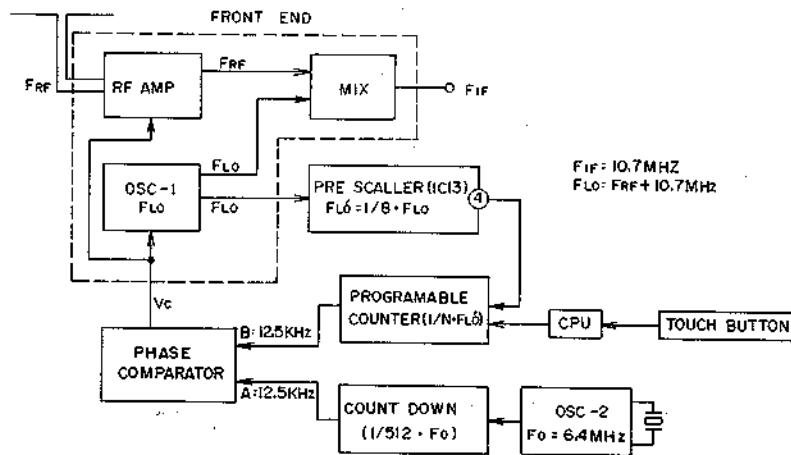 FRONT END
FRF
RF AMP
FRF
MIX
FIF
OSC-1
FLO
FLO
FLO
PRE SCALLER (IC13)
FLó=1/8・FLO
4
FIF=10.7MHZ
FLO=FRF+10.7MHz
VC
B:12.5KHz
PROGRAMABLE
COUNTER(1/N・FLó)
CPU
TOUCH BUTTON
PHASE
COMPARATOR
A:12.5KHz
COUNT DOWN
(1/512・FO)
OSC-2
FO=6.4MHz